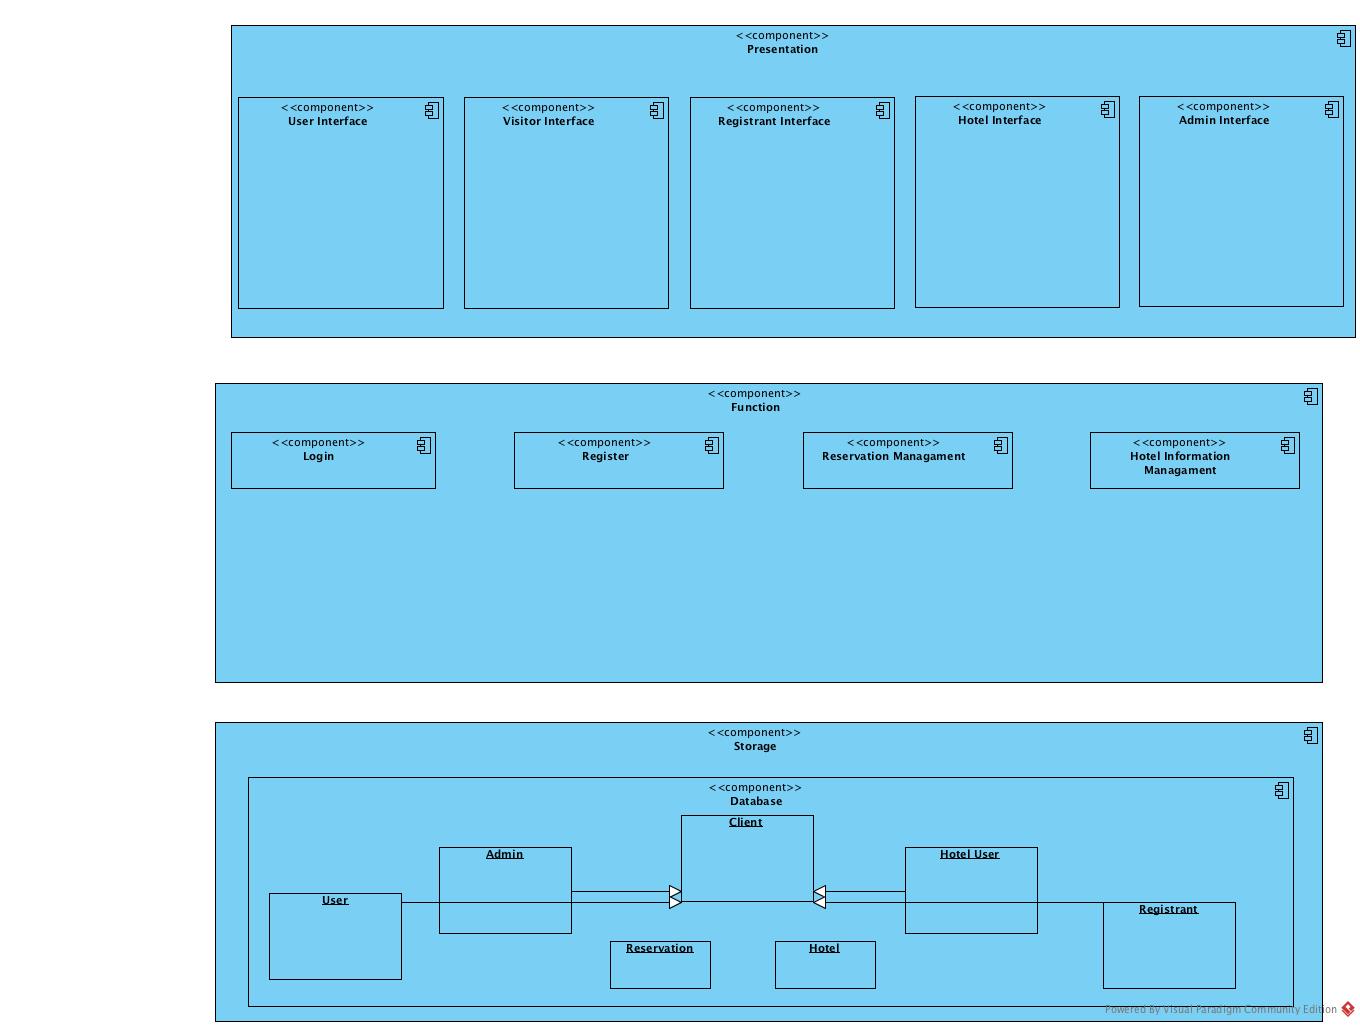 <<component>>
Presentation
<<component>>
User Interface
<<component>>
Visitor Interface
<<component>>
Registrant Interface
<<component>>
Hotel Interface
<<component>>
Admin Interface
<<component>>
Function
<<component>>
Login
<<component>>
Register
<<component>>
Reservation Managament
<<component>>
Hotel Information
Managament
<<component>>
Storage
<<component>>
Database
Client
Admin
Hotel User
User
Registrant
Reservation
Hotel
Powered By Visual Paradigm Community Edition